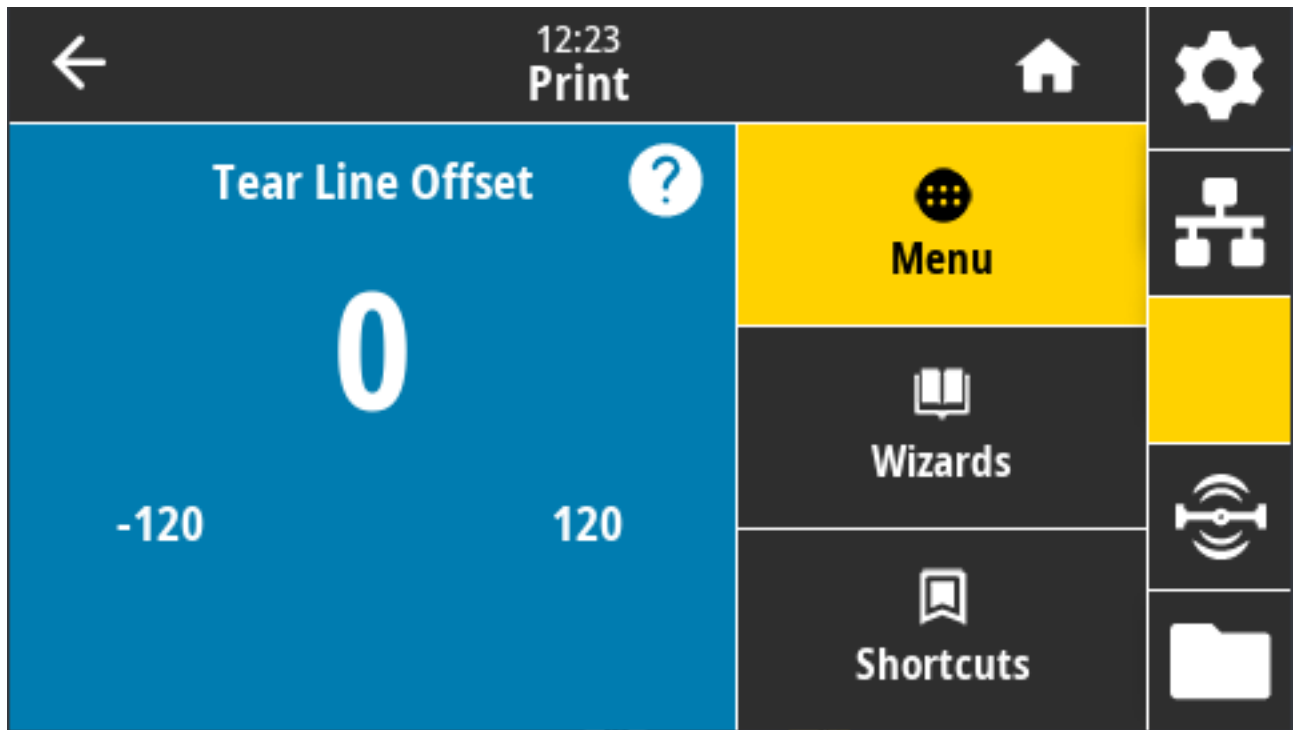 12:23
Print
Tear Line Offset
?
0
-120
120
Menu
Wizards
Shortcuts